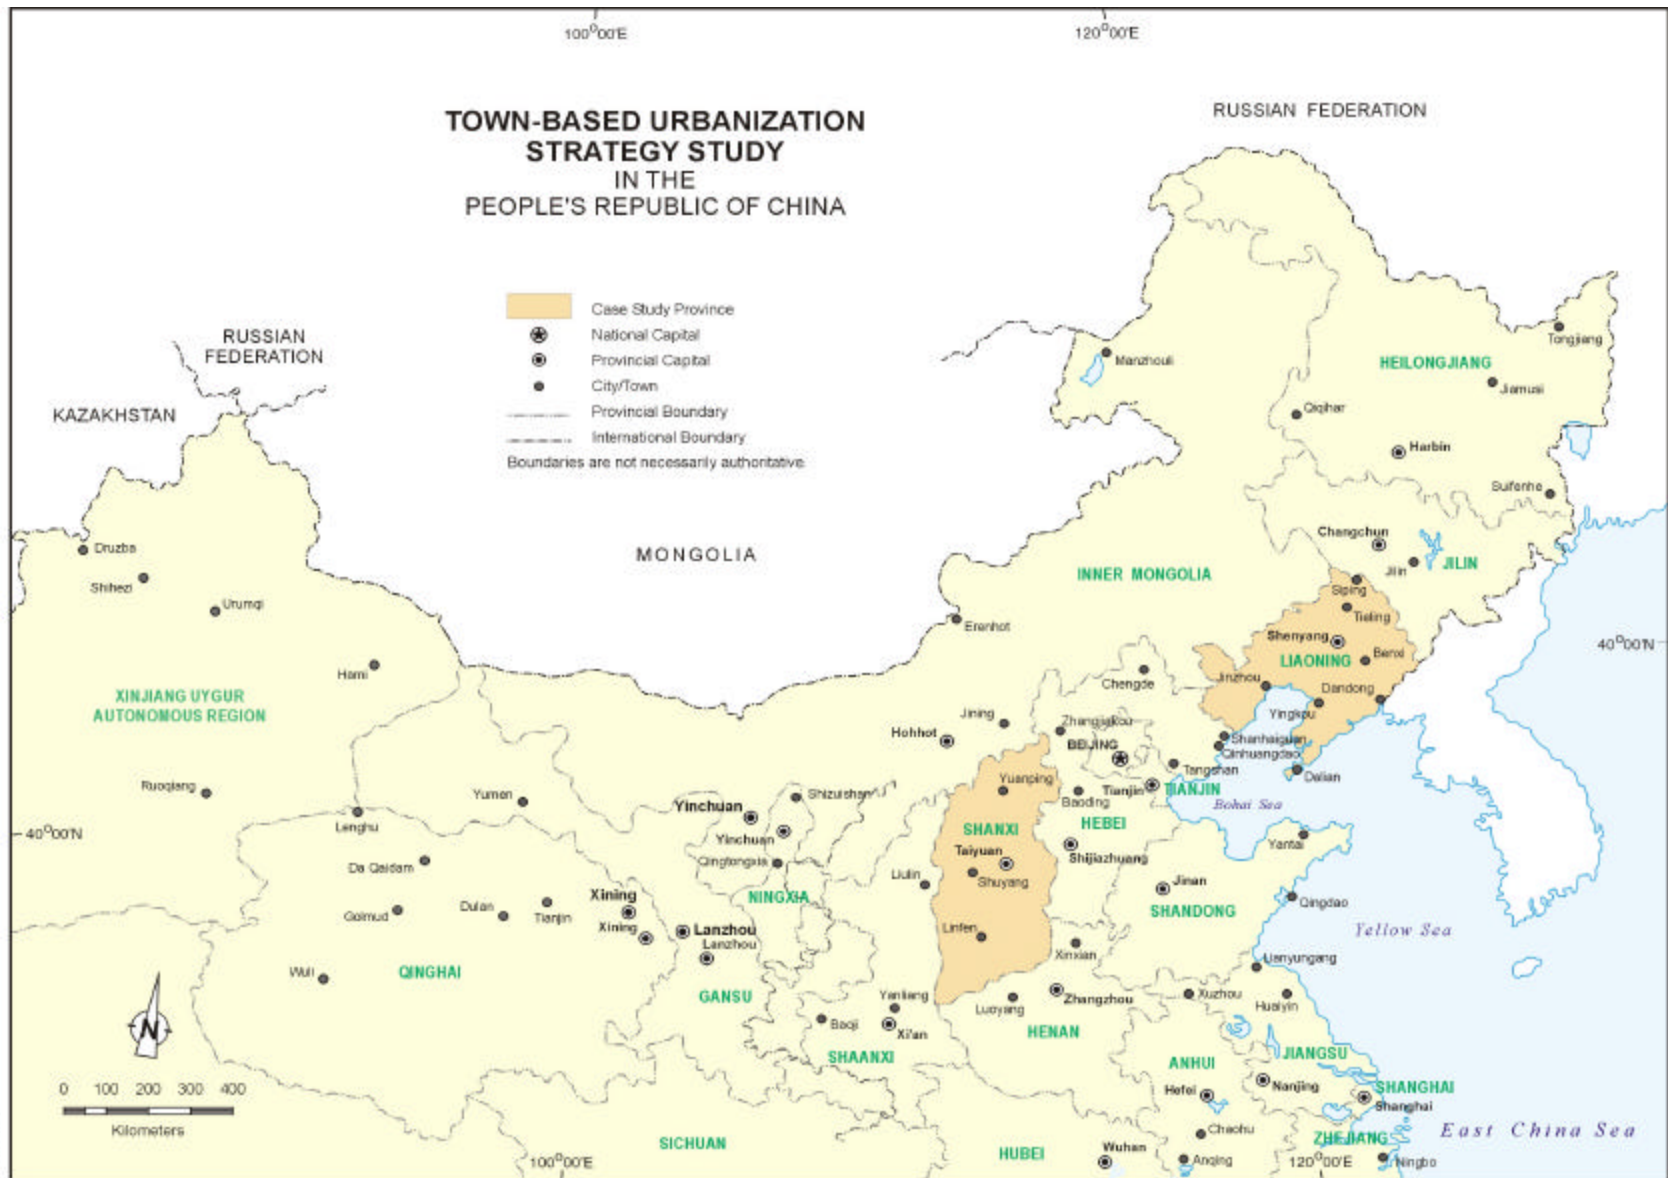 100°00'E
120°00'E
TOWN-BASED URBANIZATION
STRATEGY STUDY
IN THE
PEOPLE'S REPUBLIC OF CHINA
RUSSIAN FEDERATION
Case Study Province
National Capital
Provincial Capital
City/Town
Provincial Boundary
International Boundary
Boundaries are not necessarily authoritative.
RUSSIAN
FEDERATION
KAZAKHSTAN
MONGOLIA
Manzhouli
HEILONGJIANG
Tongjiang
Jiamusi
Qiqihar
Harbin
Suifenhe
Changchun
Jilin
JILIN
INNER MONGOLIA
Siping
Tieling
Shenyang
LIAONING
Benxi
Jinzhou
Dandong
Yingkou
40°00'N
Druzba
Shihezi
Urumqi
Hami
XINJIANG UYGUR
AUTONOMOUS REGION
Ruoqiang
Erenhot
Chengde
Jining
Hohhot
Zhangjiakou
BEIJING
Shanhaiguan
Qinhuangdao
Tangshan
Dalian
Tianjin
TIANJIN
Bohai Sea
Baoding
HEBEI
Yuanping
SHANXI
Taiyuan
Shuyang
Shijiazhuang
Yantai
Yumen
Lenghu
40°00'N
Yinchuan
Shizuishan
Yinchuan
Qingtongxia
NINGXIA
Liulin
Linfen
Jinan
SHANDONG
Qingdao
Yellow Sea
Da Qaidam
Golmud
Dulan
Tianjin
Xining
Xining
Lanzhou
Lanzhou
Wuli
QINGHAI
GANSU
Xinxian
Lianyungang
Yanliang
Baoji
Xi'an
SHAANXI
Luoyang
Zhangzhou
HENAN
Xuzhou
Huaiyin
JIANGSU
ANHUI
Hefei
Nanjing
SHANGHAI
Shanghai
Chaohu
ZHEJIANG
East China Sea
N
0 100 200 300 400
Kilometers
SICHUAN
HUBEI
Wuhan
Anqing
Ningbo
100°00'E
120°00'E